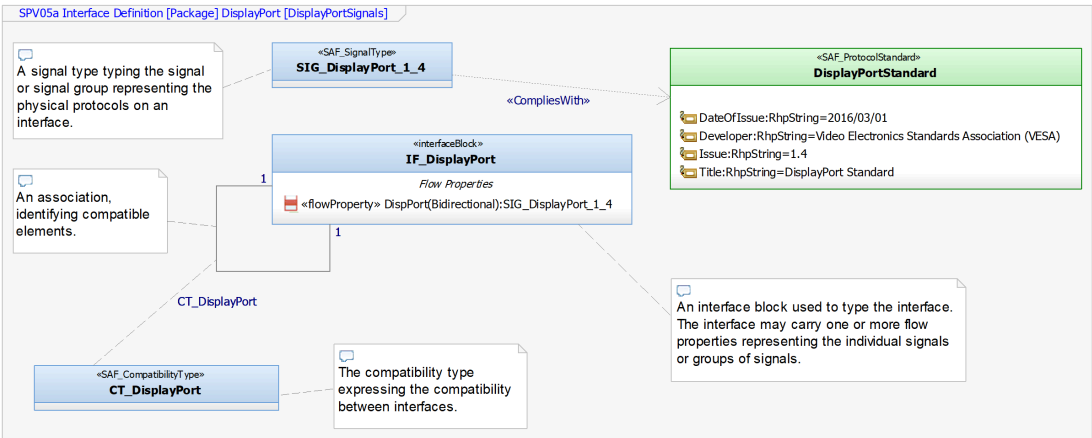 SPV05a Interface Definition [Package] DisplayPort [DisplayPortSignals]
A signal type typing the signal
or signal group representing the
physical protocols on an
interface.
«SAF_SignalType»
SIG_DisplayPort_1_4
«CompliesWith»
«SAF_ProtocolStandard»
DisplayPortStandard
DateOfIssue:RhpString=2016/03/01
Developer:RhpString=Video Electronics Standards Association (VESA)
Issue:RhpString=1.4
Title:RhpString=DisplayPort Standard
«interfaceBlock»
IF_DisplayPort
Flow Properties
«flowProperty» DispPort(Bidirectional):SIG_DisplayPort_1_4
1
1
An association,
identifying compatible
elements.
CT_DisplayPort
An interface block used to type the interface.
The interface may carry one or more flow
properties representing the individual signals
or groups of signals.
«SAF_CompatibilityType»
CT_DisplayPort
The compatibility type
expressing the compatibility
between interfaces.